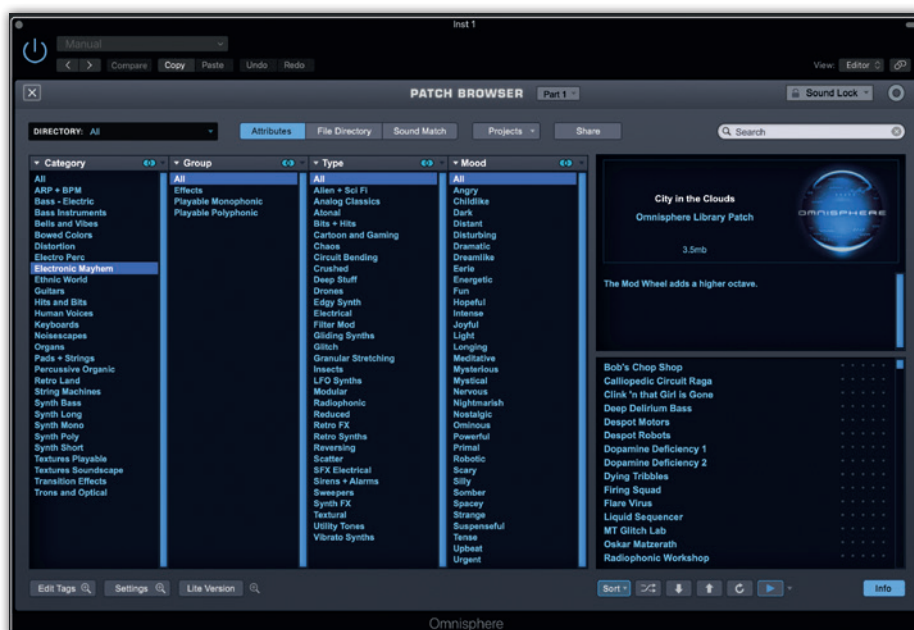 Inst 1
Manual
Compare Copy Paste Undo Redo
View: Editor
PATCH BROWSER Part 1
Sound Lock
DIRECTORY: All
Attributes File Directory Sound Match Projects Share
Search
Category
All
ARP + BPM
Bass - Electric
Bass Instruments
Bells and Vibes
Bowed Colors
Distortion
Electro Perc
Electronic Mayhem
Ethnic World
Guitars
Hits and Bits
Human Voices
Keyboards
Noisescapes
Organs
Pads + Strings
Percussive Organic
Retro Land
String Machines
Synth Bass
Synth Long
Synth Mono
Synth Poly
Synth Short
Textures Playable
Textures Soundscape
Transition Effects
Trons and Optical
Group
All
Effects
Playable Monophonic
Playable Polyphonic
Type
All
Alien + Sci Fi
Analog Classics
Atonal
Bits + Hits
Cartoon and Gaming
Chaos
Circuit Bending
Crushed
Deep Stuff
Drones
Edgy Synth
Electrical
Filter Mod
Gliding Synths
Glitch
Granular Stretching
Insects
LFO Synths
Modular
Radiophonic
Reduced
Retro FX
Retro Synths
Reversing
Scatter
SFX Electrical
Sirens + Alarms
Sweepers
Synth FX
Textural
Utility Tones
Vibrato Synths
Mood
All
Angry
Childlike
Dark
Distant
Disturbing
Dramatic
Dreamlike
Eerie
Energetic
Fun
Hopeful
Intense
Joyful
Light
Longing
Meditative
Mysterious
Mystical
Nervous
Nightmarish
Nostalgic
Ominous
Powerful
Primal
Robotic
Scary
Silly
Somber
Spacey
Strange
Suspenseful
Tense
Upbeat
Urgent
City in the Clouds
Omnisphere Library Patch
3.5mb
OMNISPHERE
The Mod Wheel adds a higher octave.
Bob's Chop Shop
Calliopedic Circuit Raga
Clink 'n that Girl is Gone
Deep Delirium Bass
Despot Motors
Despot Robots
Dopamine Deficiency 1
Dopamine Deficiency 2
Dying Tribbles
Firing Squad
Flare Virus
Liquid Sequencer
MT Glitch Lab
Oskar Matzerath
Radiophonic Workshop
Edit Tags Settings Lite Version
Sort
Info
Omnisphere